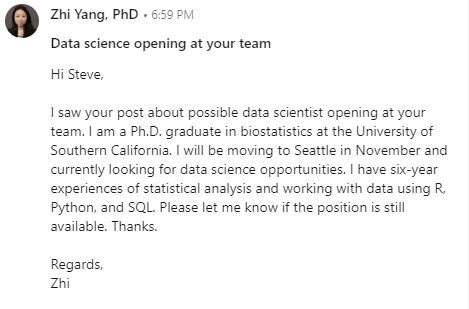 Zhi Yang, PhD • 6:59 PM
Data science opening at your team
Hi Steve,
I saw your post about possible data scientist opening at your
team. I am a Ph.D. graduate in biostatistics at the University of
Southern California. I will be moving to Seattle in November and
currently looking for data science opportunities. I have six-year
experiences of statistical analysis and working with data using R,
Python, and SQL. Please let me know if the position is still
available. Thanks.
Regards,
Zhi